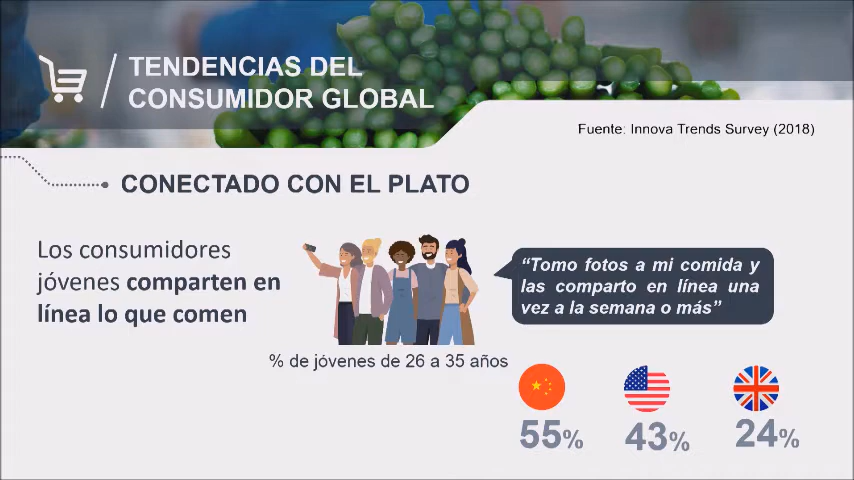 TENDENCIAS DEL
CONSUMIDOR GLOBAL
Fuente: Innova Trends Survey (2018)
CONECTADO CON EL PLATO
Los consumidores
jóvenes comparten en
línea lo que comen
“Tomo fotos a mi comida y
las comparto en línea una
vez a la semana o más”
% de jóvenes de 26 a 35 años
55%
43%
24%